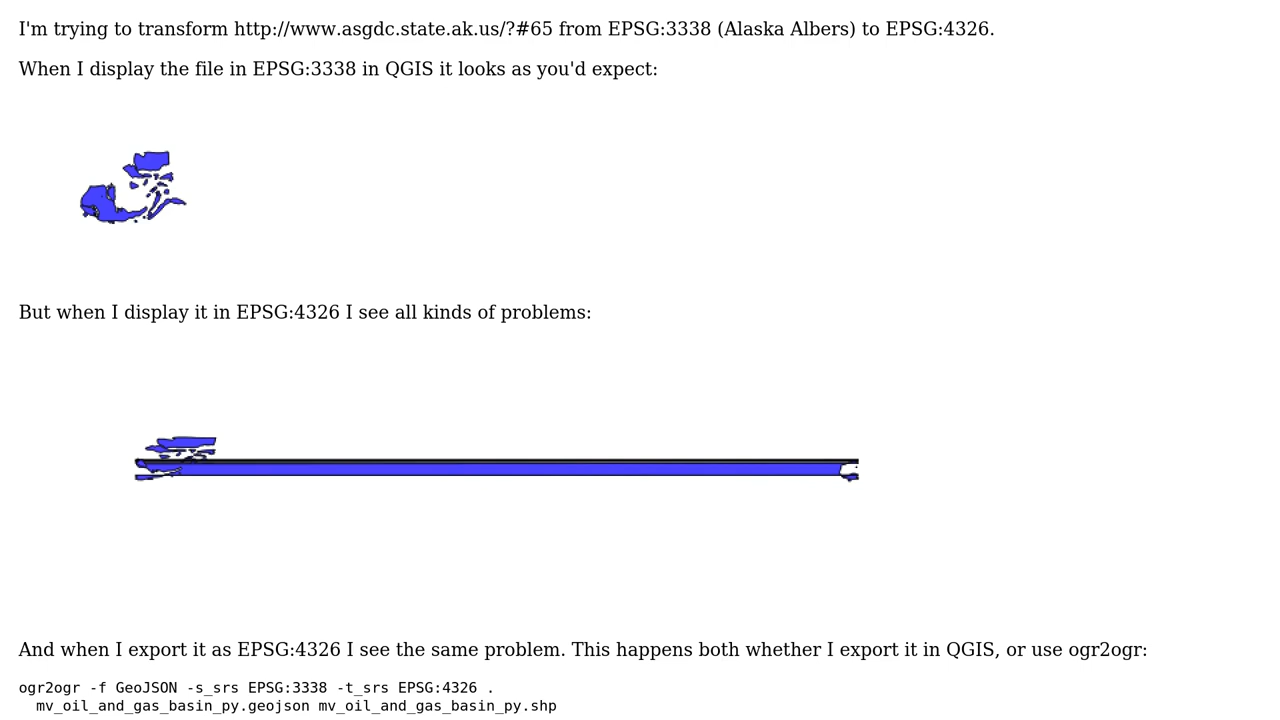 I'm trying to transform http://www.asgdc.state.ak.us/?#65 from EPSG:3338 (Alaska Albers) to EPSG:4326.
When I display the file in EPSG:3338 in QGIS it looks as you'd expect:
But when I display it in EPSG:4326 I see all kinds of problems:
And when I export it as EPSG:4326 I see the same problem. This happens both whether I export it in QGIS, or use ogr2ogr:
ogr2ogr -f GeoJSON -s_srs EPSG:3338 -t_srs EPSG:4326 .
  mv_oil_and_gas_basin_py.geojson mv_oil_and_gas_basin_py.shp